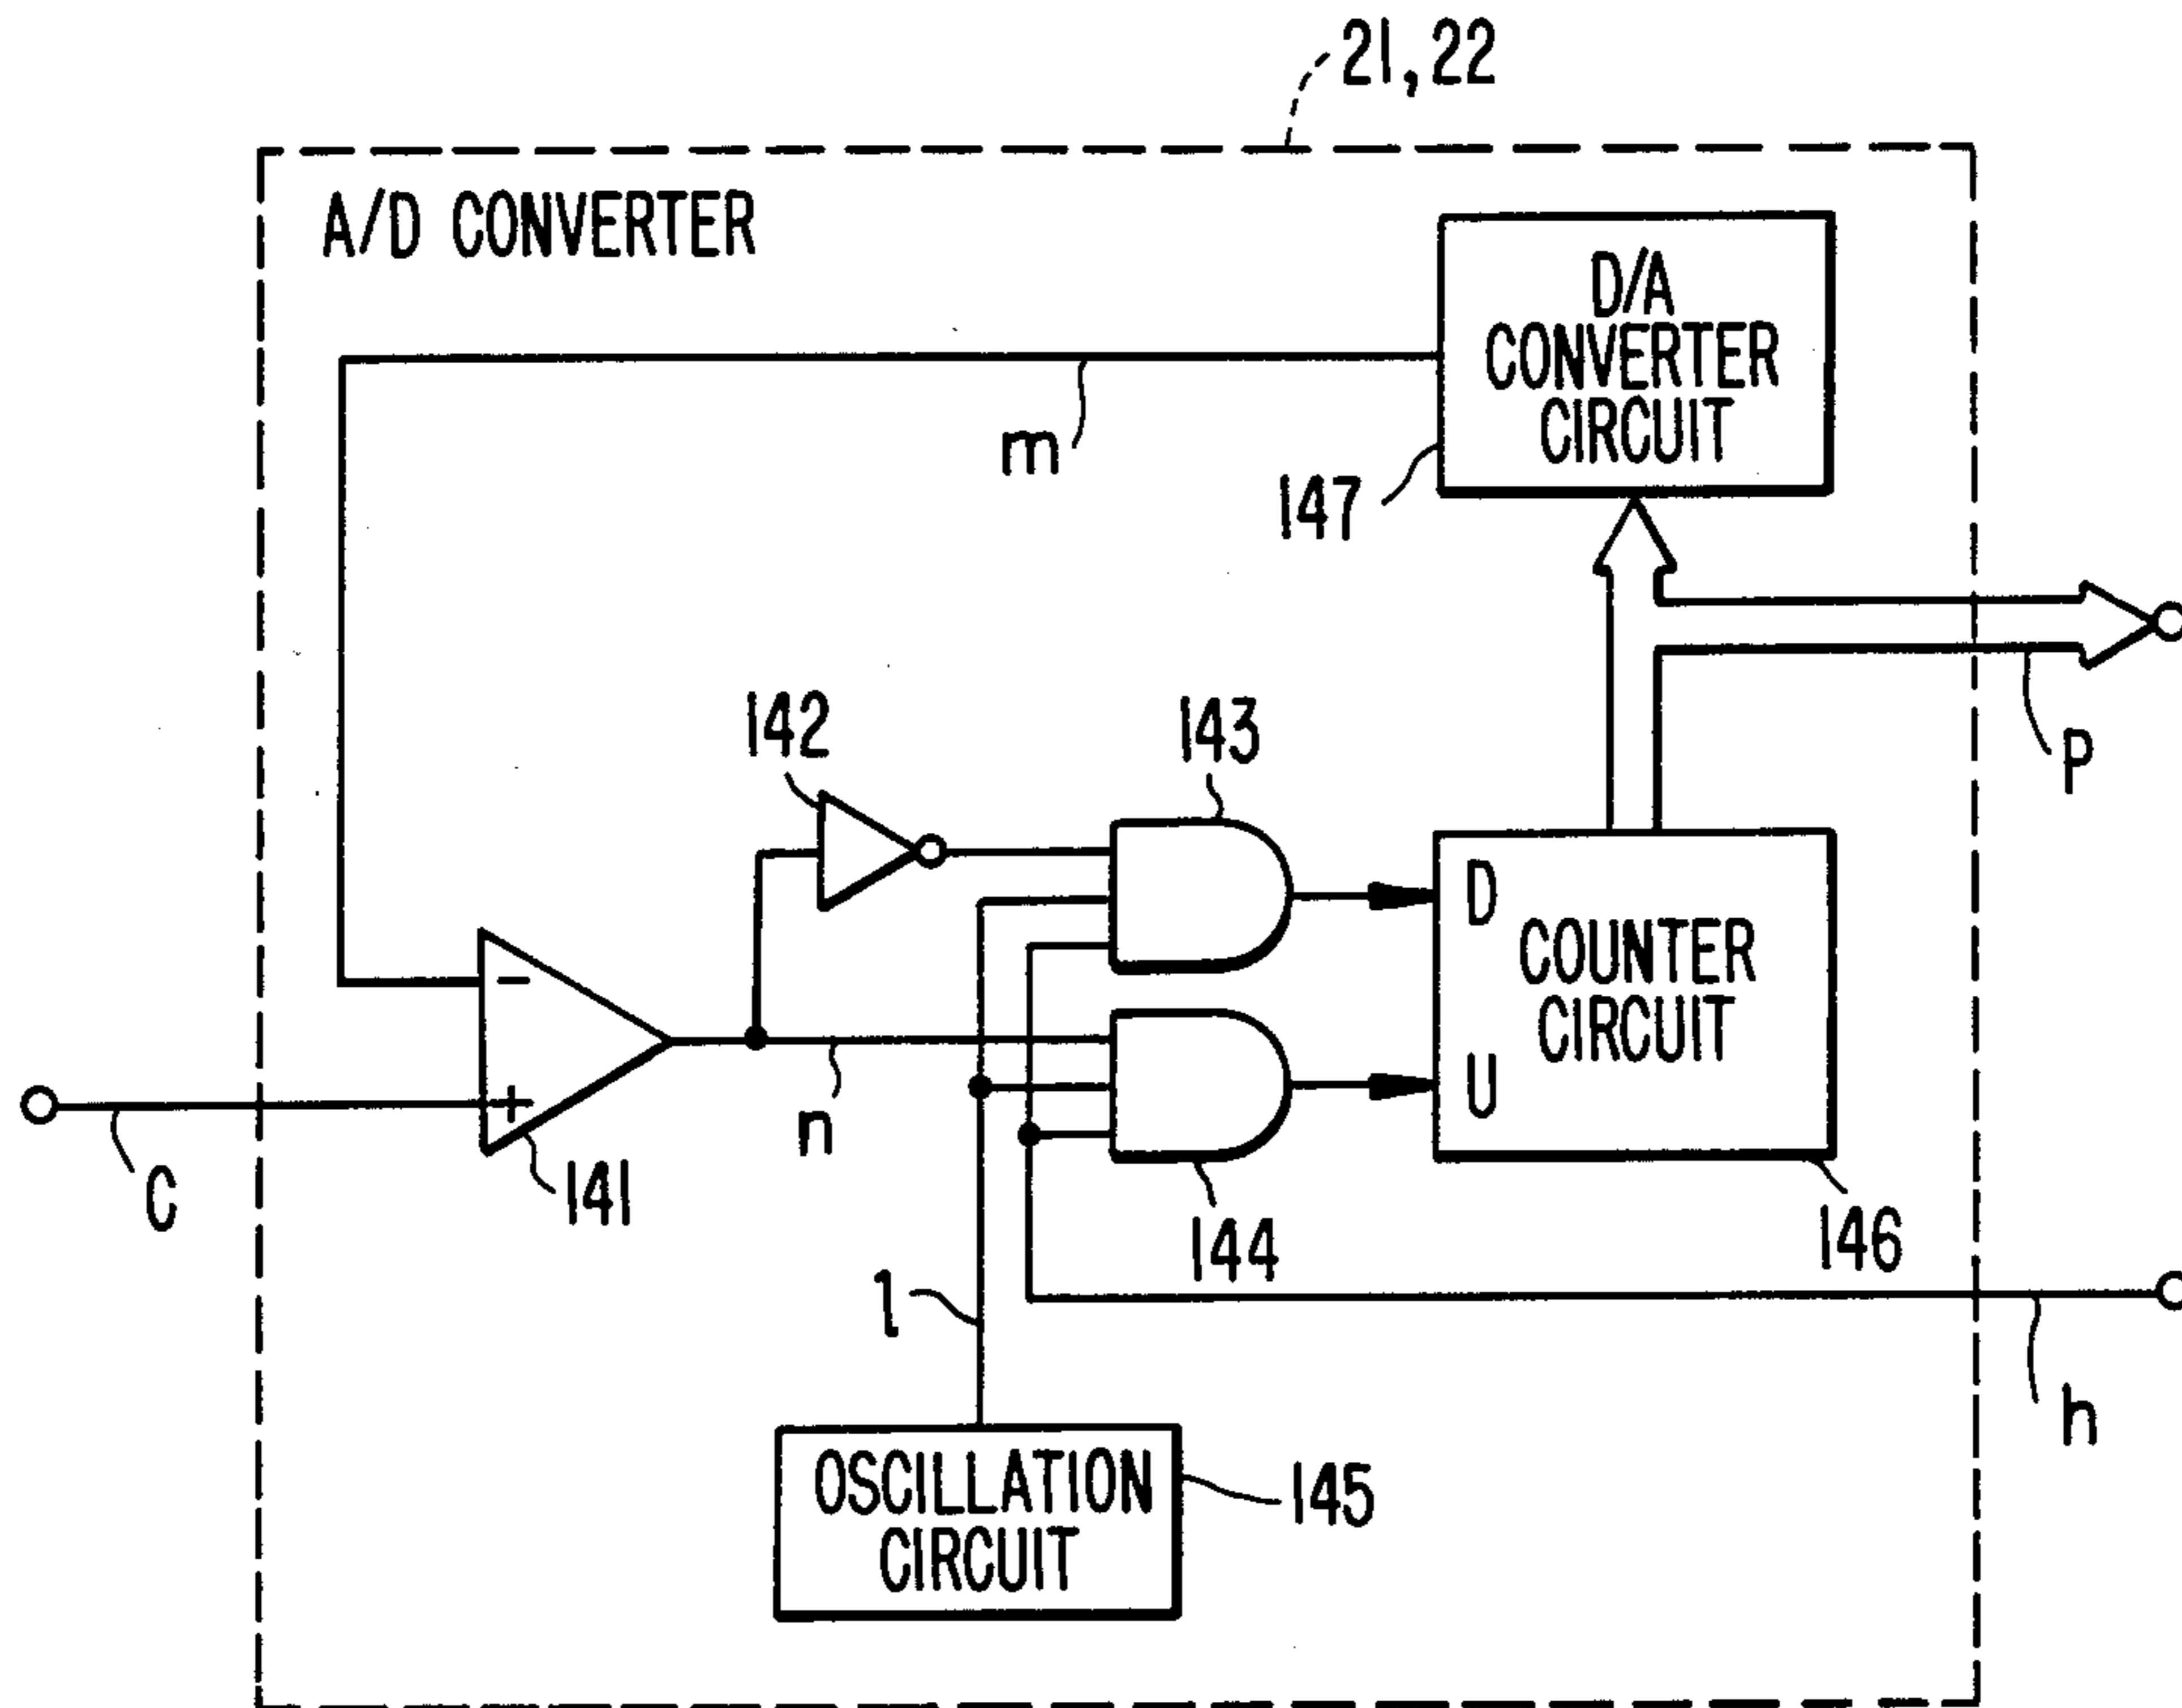 21,22
A/D CONVERTER
D/A
CONVERTER
CIRCUIT
m
147
142
143
P
D
COUNTER
CIRCUIT
U
n
C
141
144
146
l
h
OSCILLATION
CIRCUIT
145
−
+